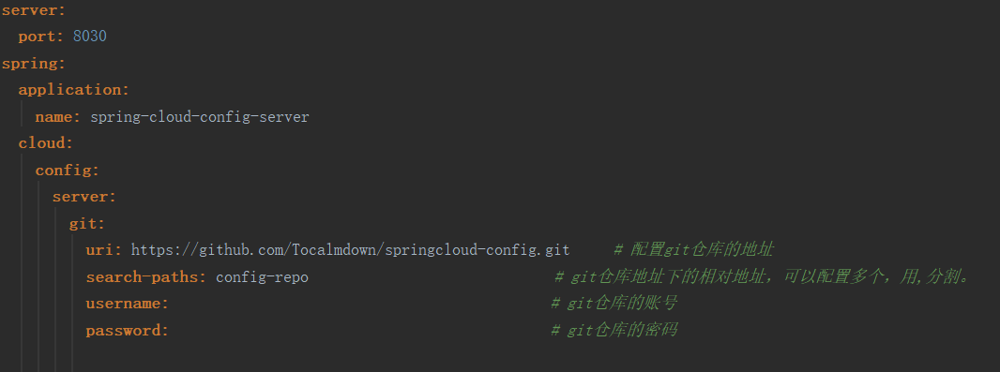 server:
port: 8030
spring:
application:
name: spring-cloud-config-server
cloud:
config:
server:
git:
uri: https://github.com/Tocalmdown/springcloud-config.git # 配置git仓库的地址
search-paths: config-repo # git仓库地址下的相对地址，可以配置多个，用,分割。
username: # git仓库的账号
password: # git仓库的密码